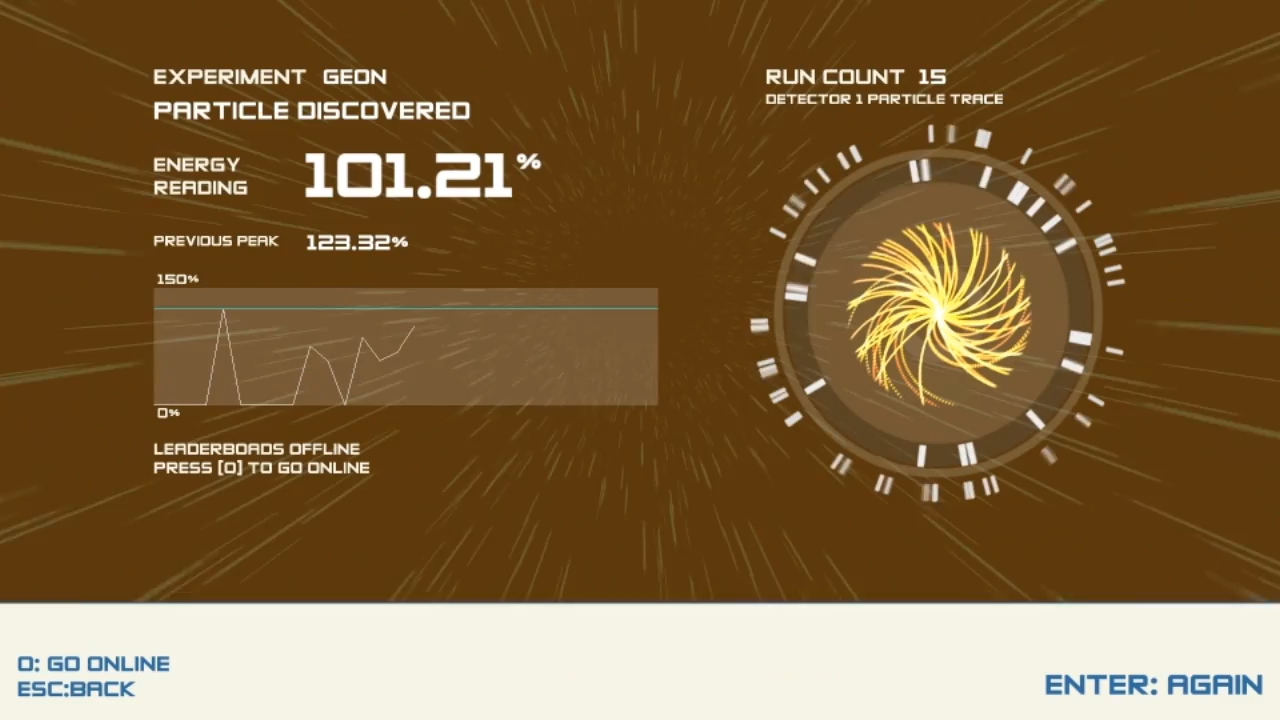 EXPERIMENT GEON
PARTICLE DISCOVERED
ENERGY READING 101.21%
PREVIOUS PEAK 123.32%
150%
0%
LEADERBOARDS OFFLINE
PRESS [O] TO GO ONLINE
RUN COUNT 15
DETECTOR 1 PARTICLE TRACE
O: GO ONLINE
ESC:BACK
ENTER: AGAIN